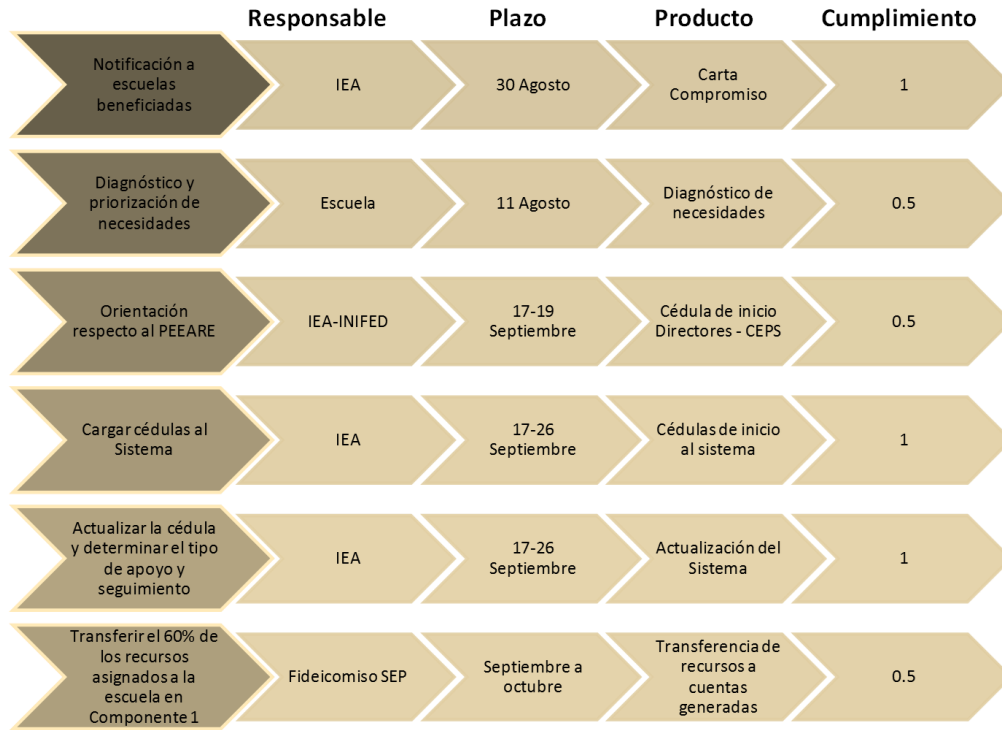 Responsable Plazo Producto Cumplimiento
Notificación a
escuelas
beneficiadas
IEA
30 Agosto
Carta
Compromiso
1
Diagnóstico y
priorización de
necesidades
Escuela
11 Agosto
Diagnóstico de
necesidades
0.5
Orientación
respecto al PEEARE
IEA-INIFED
17-19
Septiembre
Cédula de inicio
Directores - CEPS
0.5
Cargar cédulas al
Sistema
IEA
17-26
Septiembre
Cédulas de inicio
al sistema
1
Actualizar la cédula
y determinar el tipo
de apoyo y
seguimiento
IEA
17-26
Septiembre
Actualización del
Sistema
1
Transferir el 60% de
los recursos
asignados a la
escuela en
Componente 1
Fideicomiso SEP
Septiembre a
octubre
Transferencia de
recursos a
cuentas
generadas
0.5